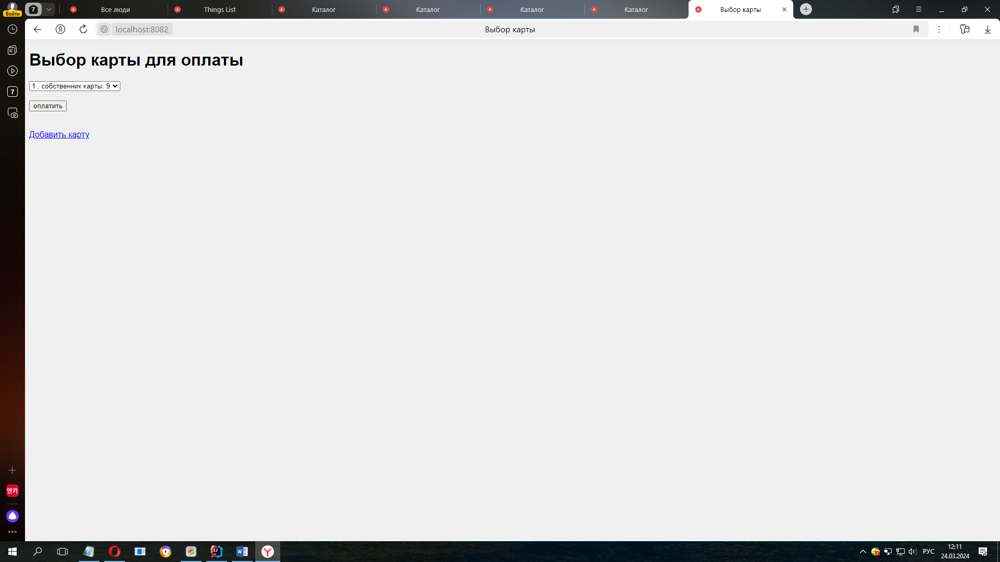 Войти
7
Все люди
Things List
Каталог
Каталог
Каталог
Каталог
Выбор карты
localhost:8082
Выбор карты
7
Выбор карты для оплаты
1 , собственник карты: 9
оплатить
Добавить карту
엔카
РУС
12:11
24.03.2024